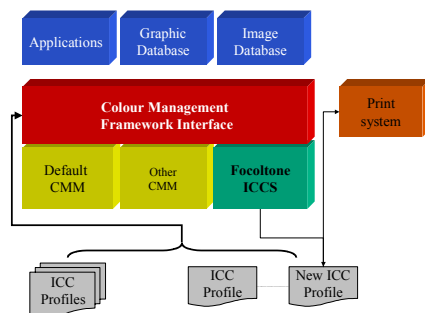 Applications
Graphic
Database
Image
Database
Colour Management
Framework Interface
Print
system
Default
CMM
Other
CMM
Focoltone
ICCS
ICC
Profiles
ICC
Profile
New ICC
Profile